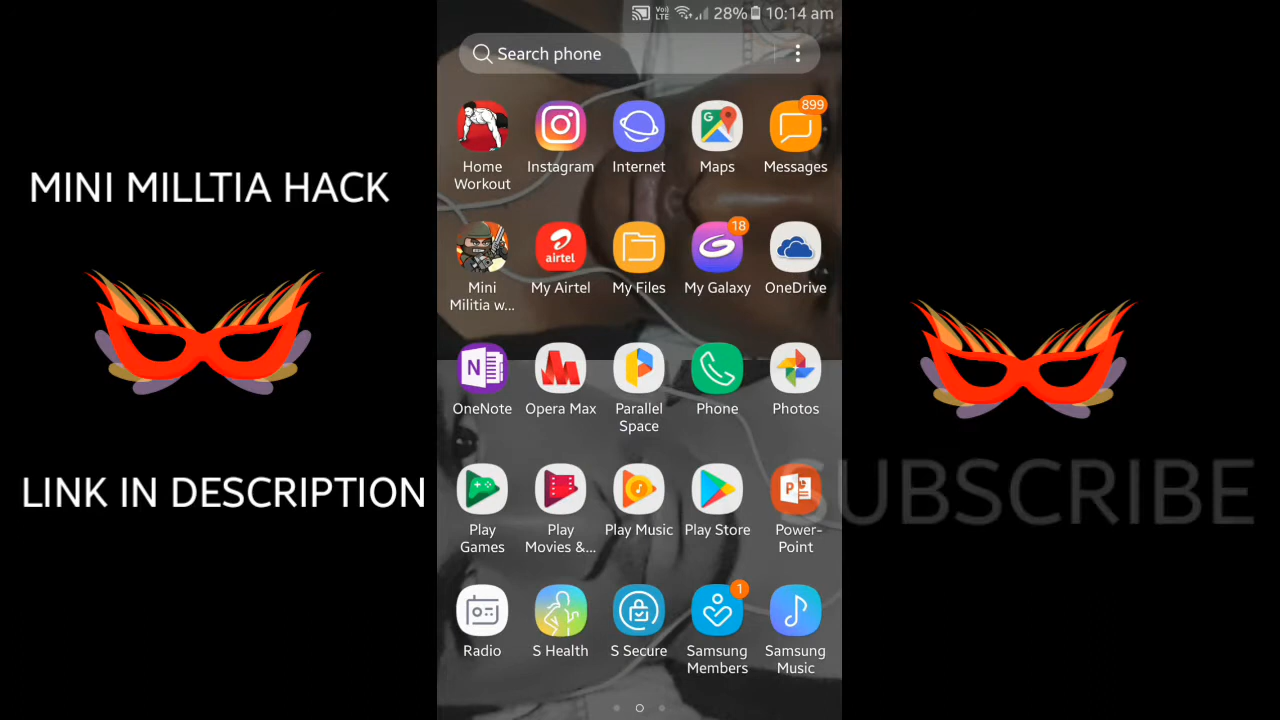 VoI)
LTE
28% 10:14 am
Search phone
MINI MILLTIA HACK
LINK IN DESCRIPTION
SUBSCRIBE
899
Home
Workout
Instagram
Internet
G
Maps
Messages
18
airtel
Mini
Militia w...
My Airtel
My Files
My Galaxy
OneDrive
N
OneNote
Opera Max
Parallel
Space
Phone
Photos
P
Play
Games
Play
Movies &...
Play Music
Play Store
Power-
Point
1
Radio
S Health
S Secure
Samsung
Members
Samsung
Music